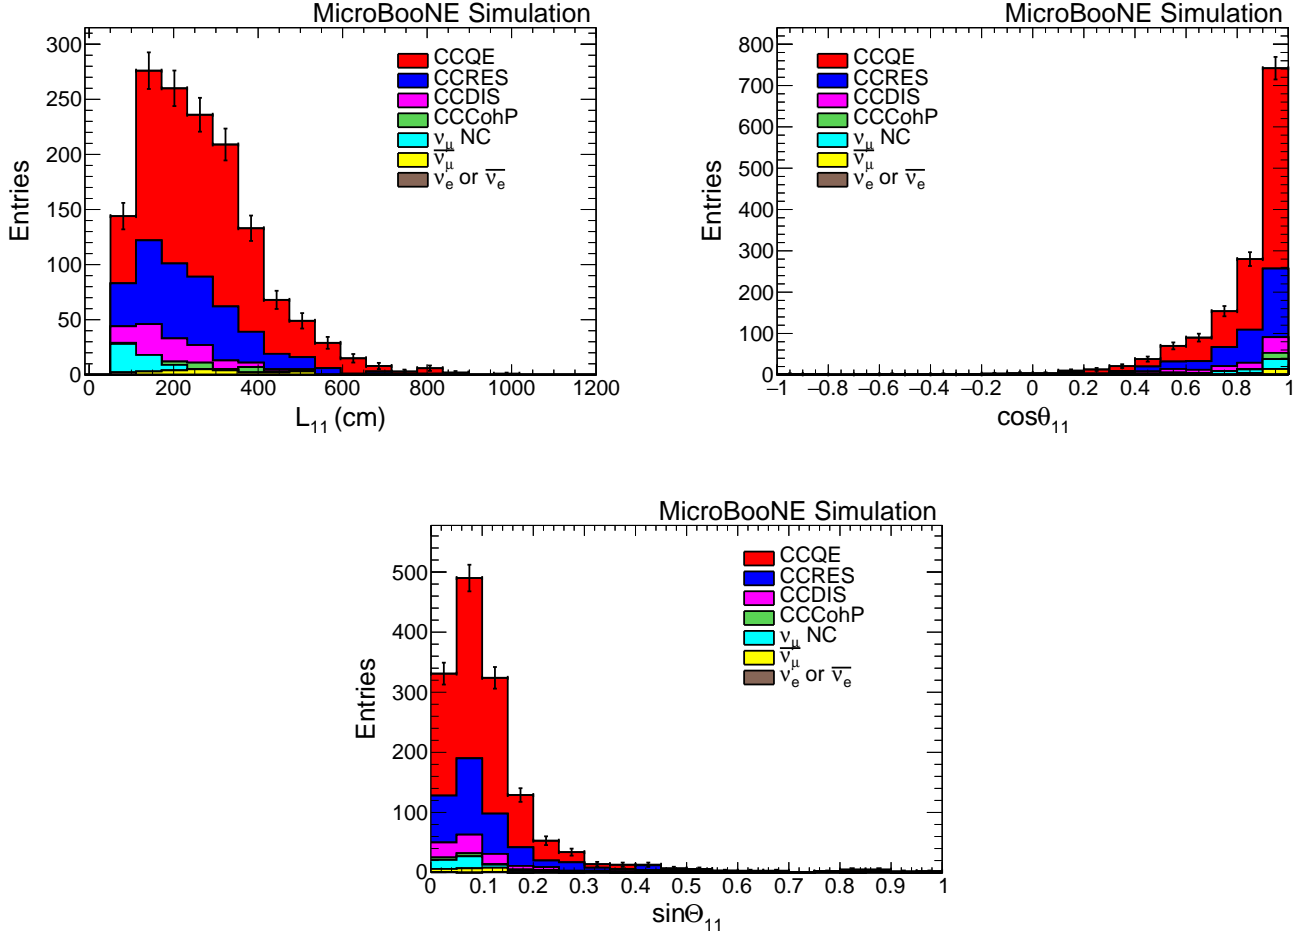 MicroBooNE Simulation
Entries
300
250
200
150
100
50
0
CCQE
CCRES
CCDIS
CCCohP
νμ NC
ν̅μ
νe or ν̅e
0 200 400 600 800 1000 1200
L11 (cm)
MicroBooNE Simulation
Entries
800
700
600
500
400
300
200
100
0
CCQE
CCRES
CCDIS
CCCohP
νμ NC
ν̅μ
νe or ν̅e
−1 −0.8 −0.6 −0.4 −0.2 0 0.2 0.4 0.6 0.8 1
cosθ11
MicroBooNE Simulation
Entries
500
400
300
200
100
0
CCQE
CCRES
CCDIS
CCCohP
νμ NC
ν̅μ
νe or ν̅e
0 0.1 0.2 0.3 0.4 0.5 0.6 0.7 0.8 0.9 1
sinΘ11